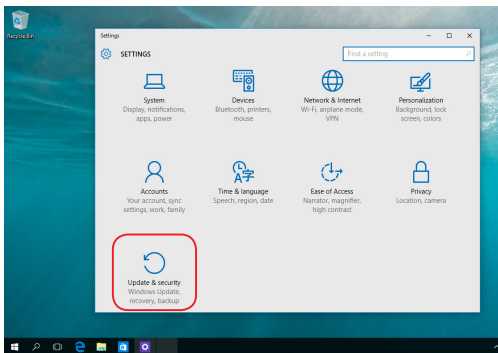 Recycle Bin
Settings
SETTINGS
Find a setting
System
Display, notifications,
apps, power
Devices
Bluetooth, printers,
mouse
Network & Internet
Wi-Fi, airplane mode,
VPN
Personalization
Background, lock
screen, colors
Accounts
Your account, sync
settings, work, family
Time & language
Speech, region, date
Ease of Access
Narrator, magnifier,
high contrast
Privacy
Location, camera
Update & security
Windows Update,
recovery, backup